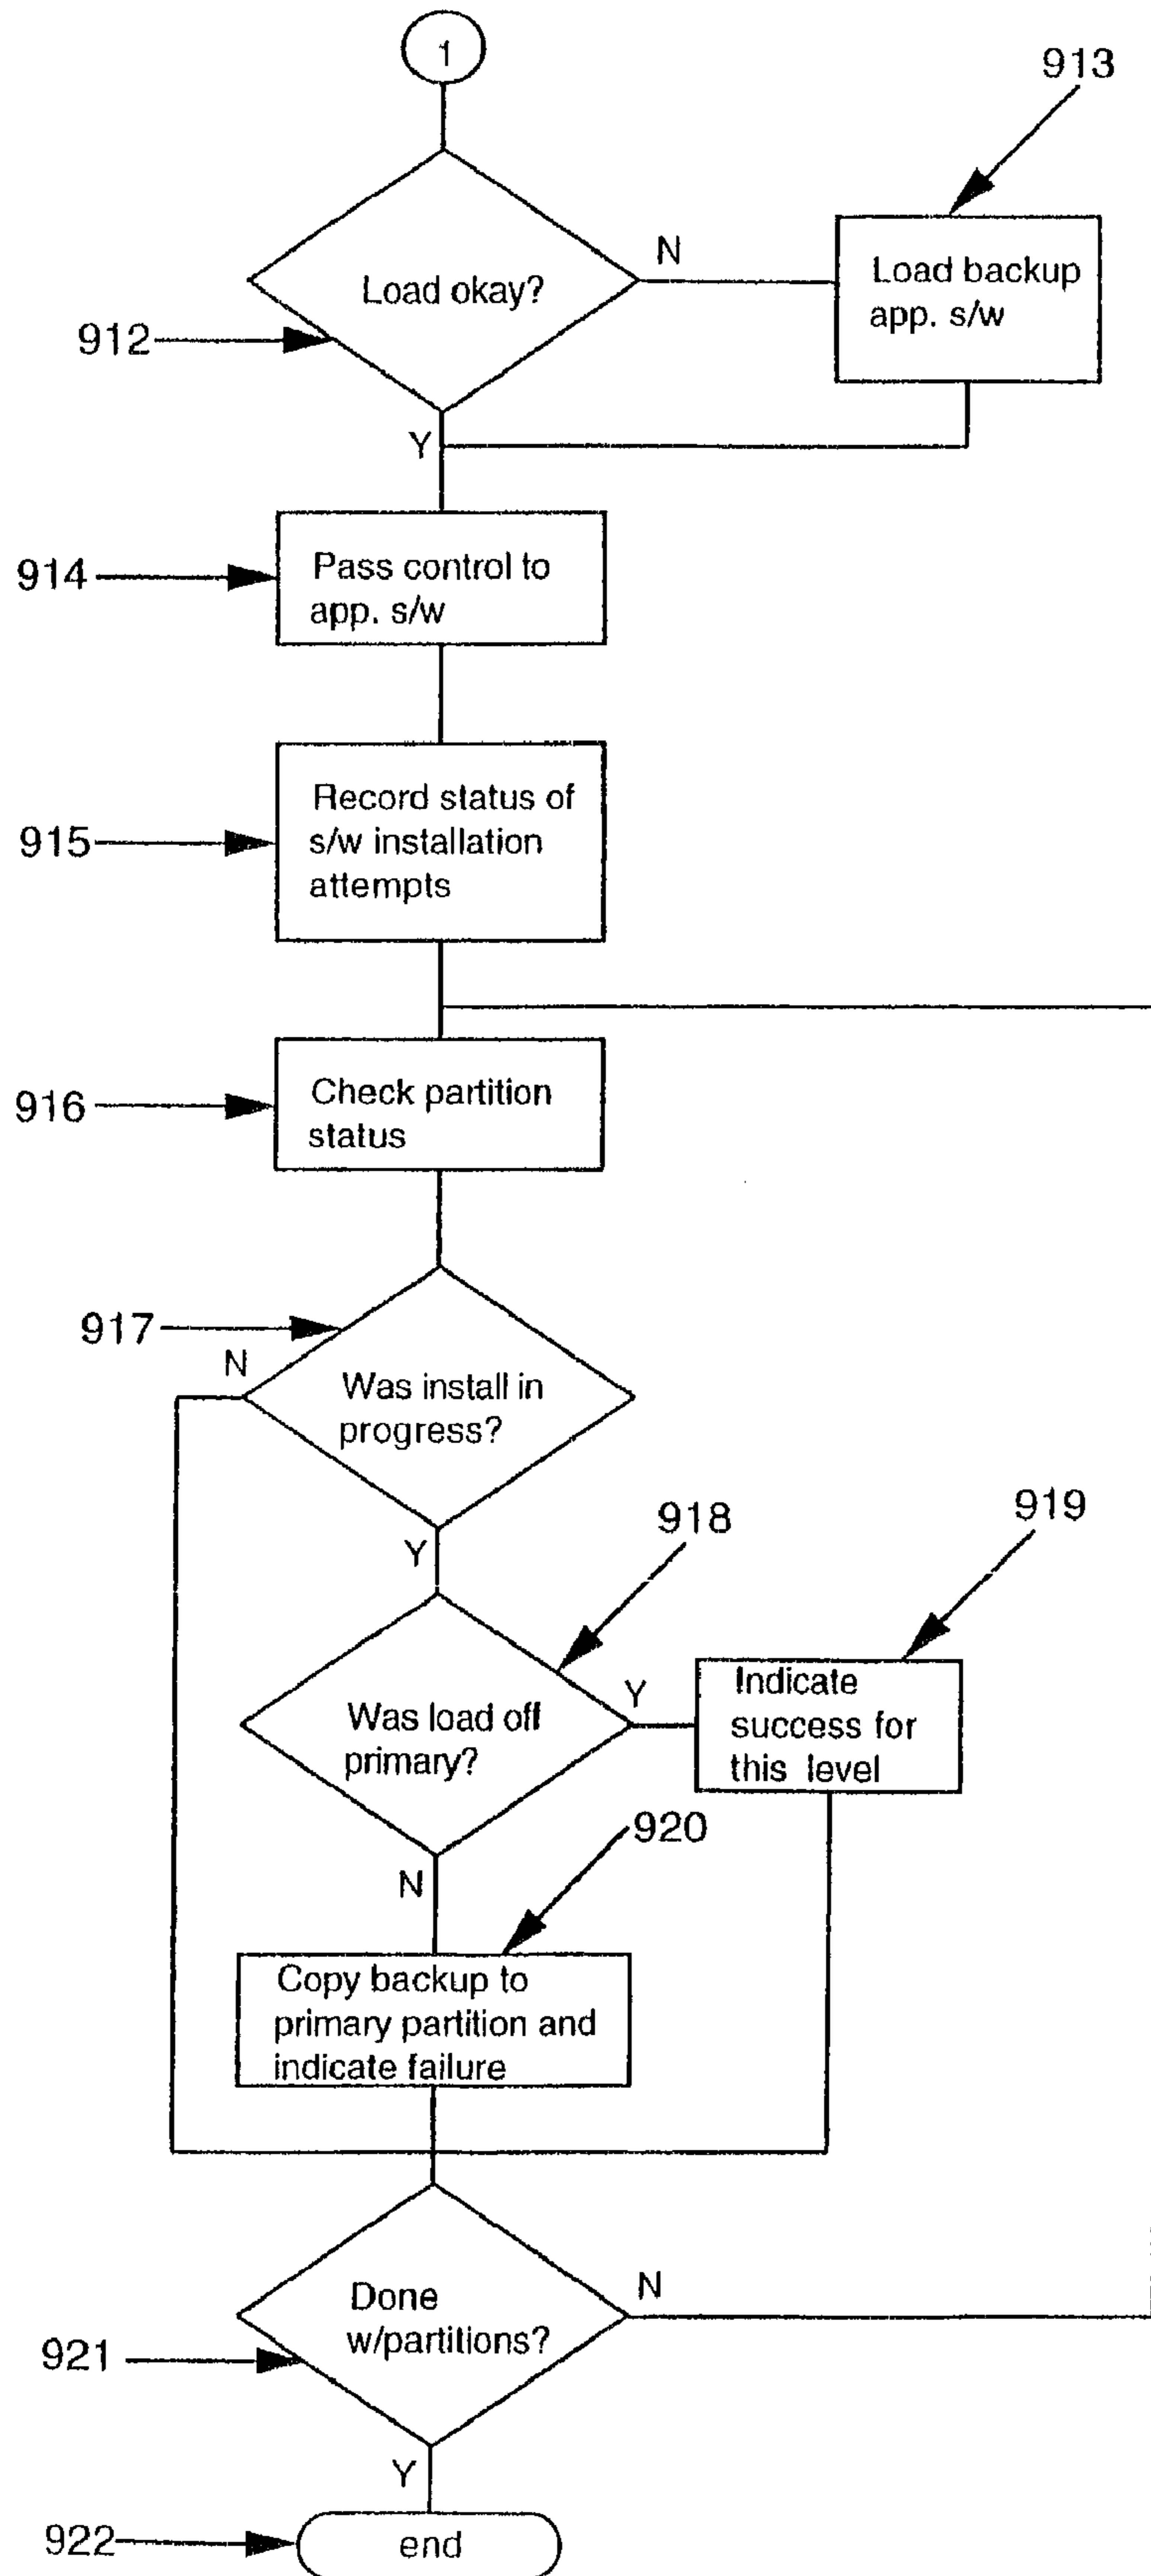 1
913
N
Load okay?
Load backup
app. s/w
912
Y
914
Pass control to
app. s/w
915
Record status of
s/w installation
attempts
916
Check partition
status
917
N
Was install in
progress?
Y
918
919
Was load off
primary?
Y
Indicate
success for
this level
920
N
Copy backup to
primary partition and
indicate failure
Done
w/partitions?
N
921
Y
922
end